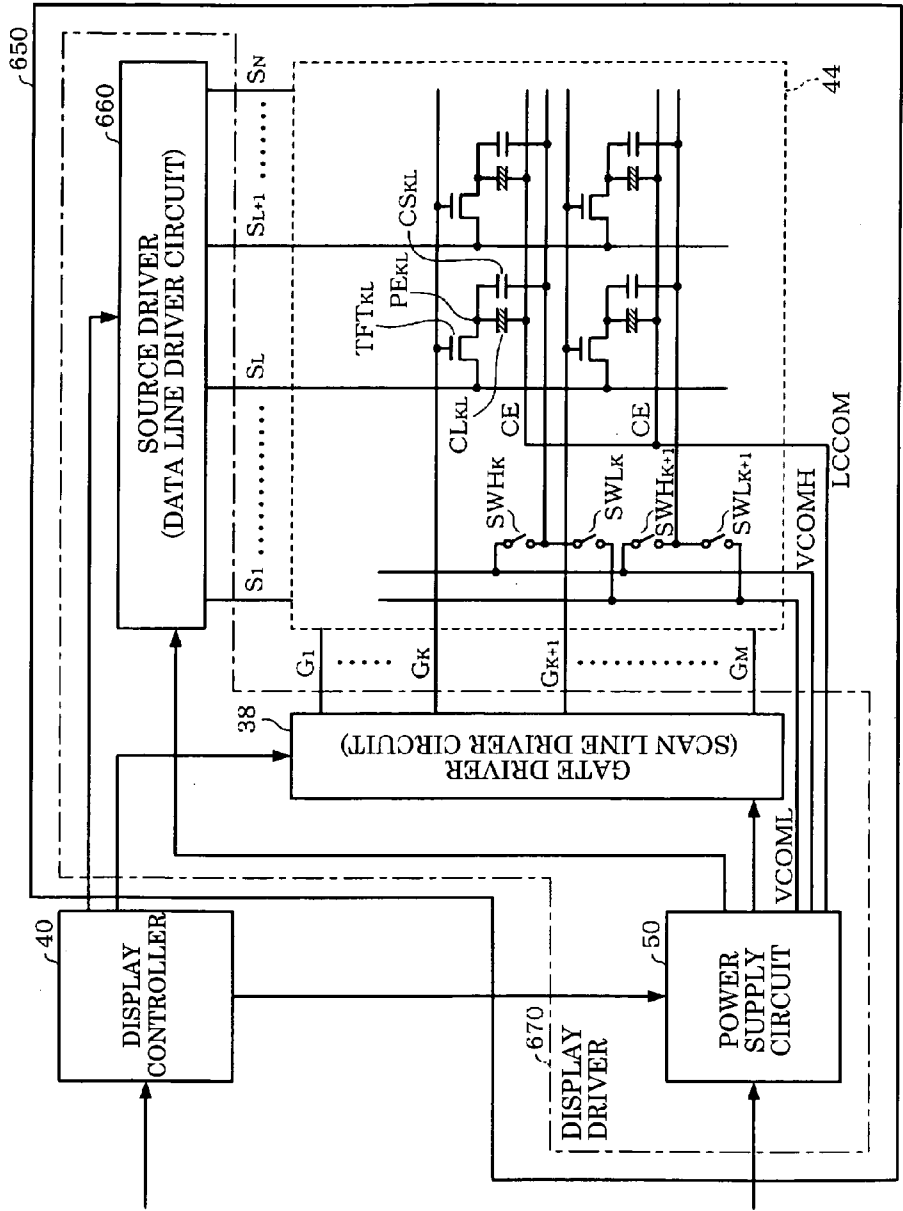 650
660
SOURCE DRIVER
(DATA LINE DRIVER CIRCUIT)
S1
SL
SL+1
SN
44
TFTKL
PEKL
CSKL
CLKL
CE
CE
SWHK
SWLK
SWHK+1
SWLK+1
VCOMH
LCCOM
VCOML
G1
GK
GK+1
GM
38
GATE DRIVER
(SCAN LINE DRIVER CIRCUIT)
40
DISPLAY
CONTROLLER
670
DISPLAY
DRIVER
50
POWER
SUPPLY
CIRCUIT